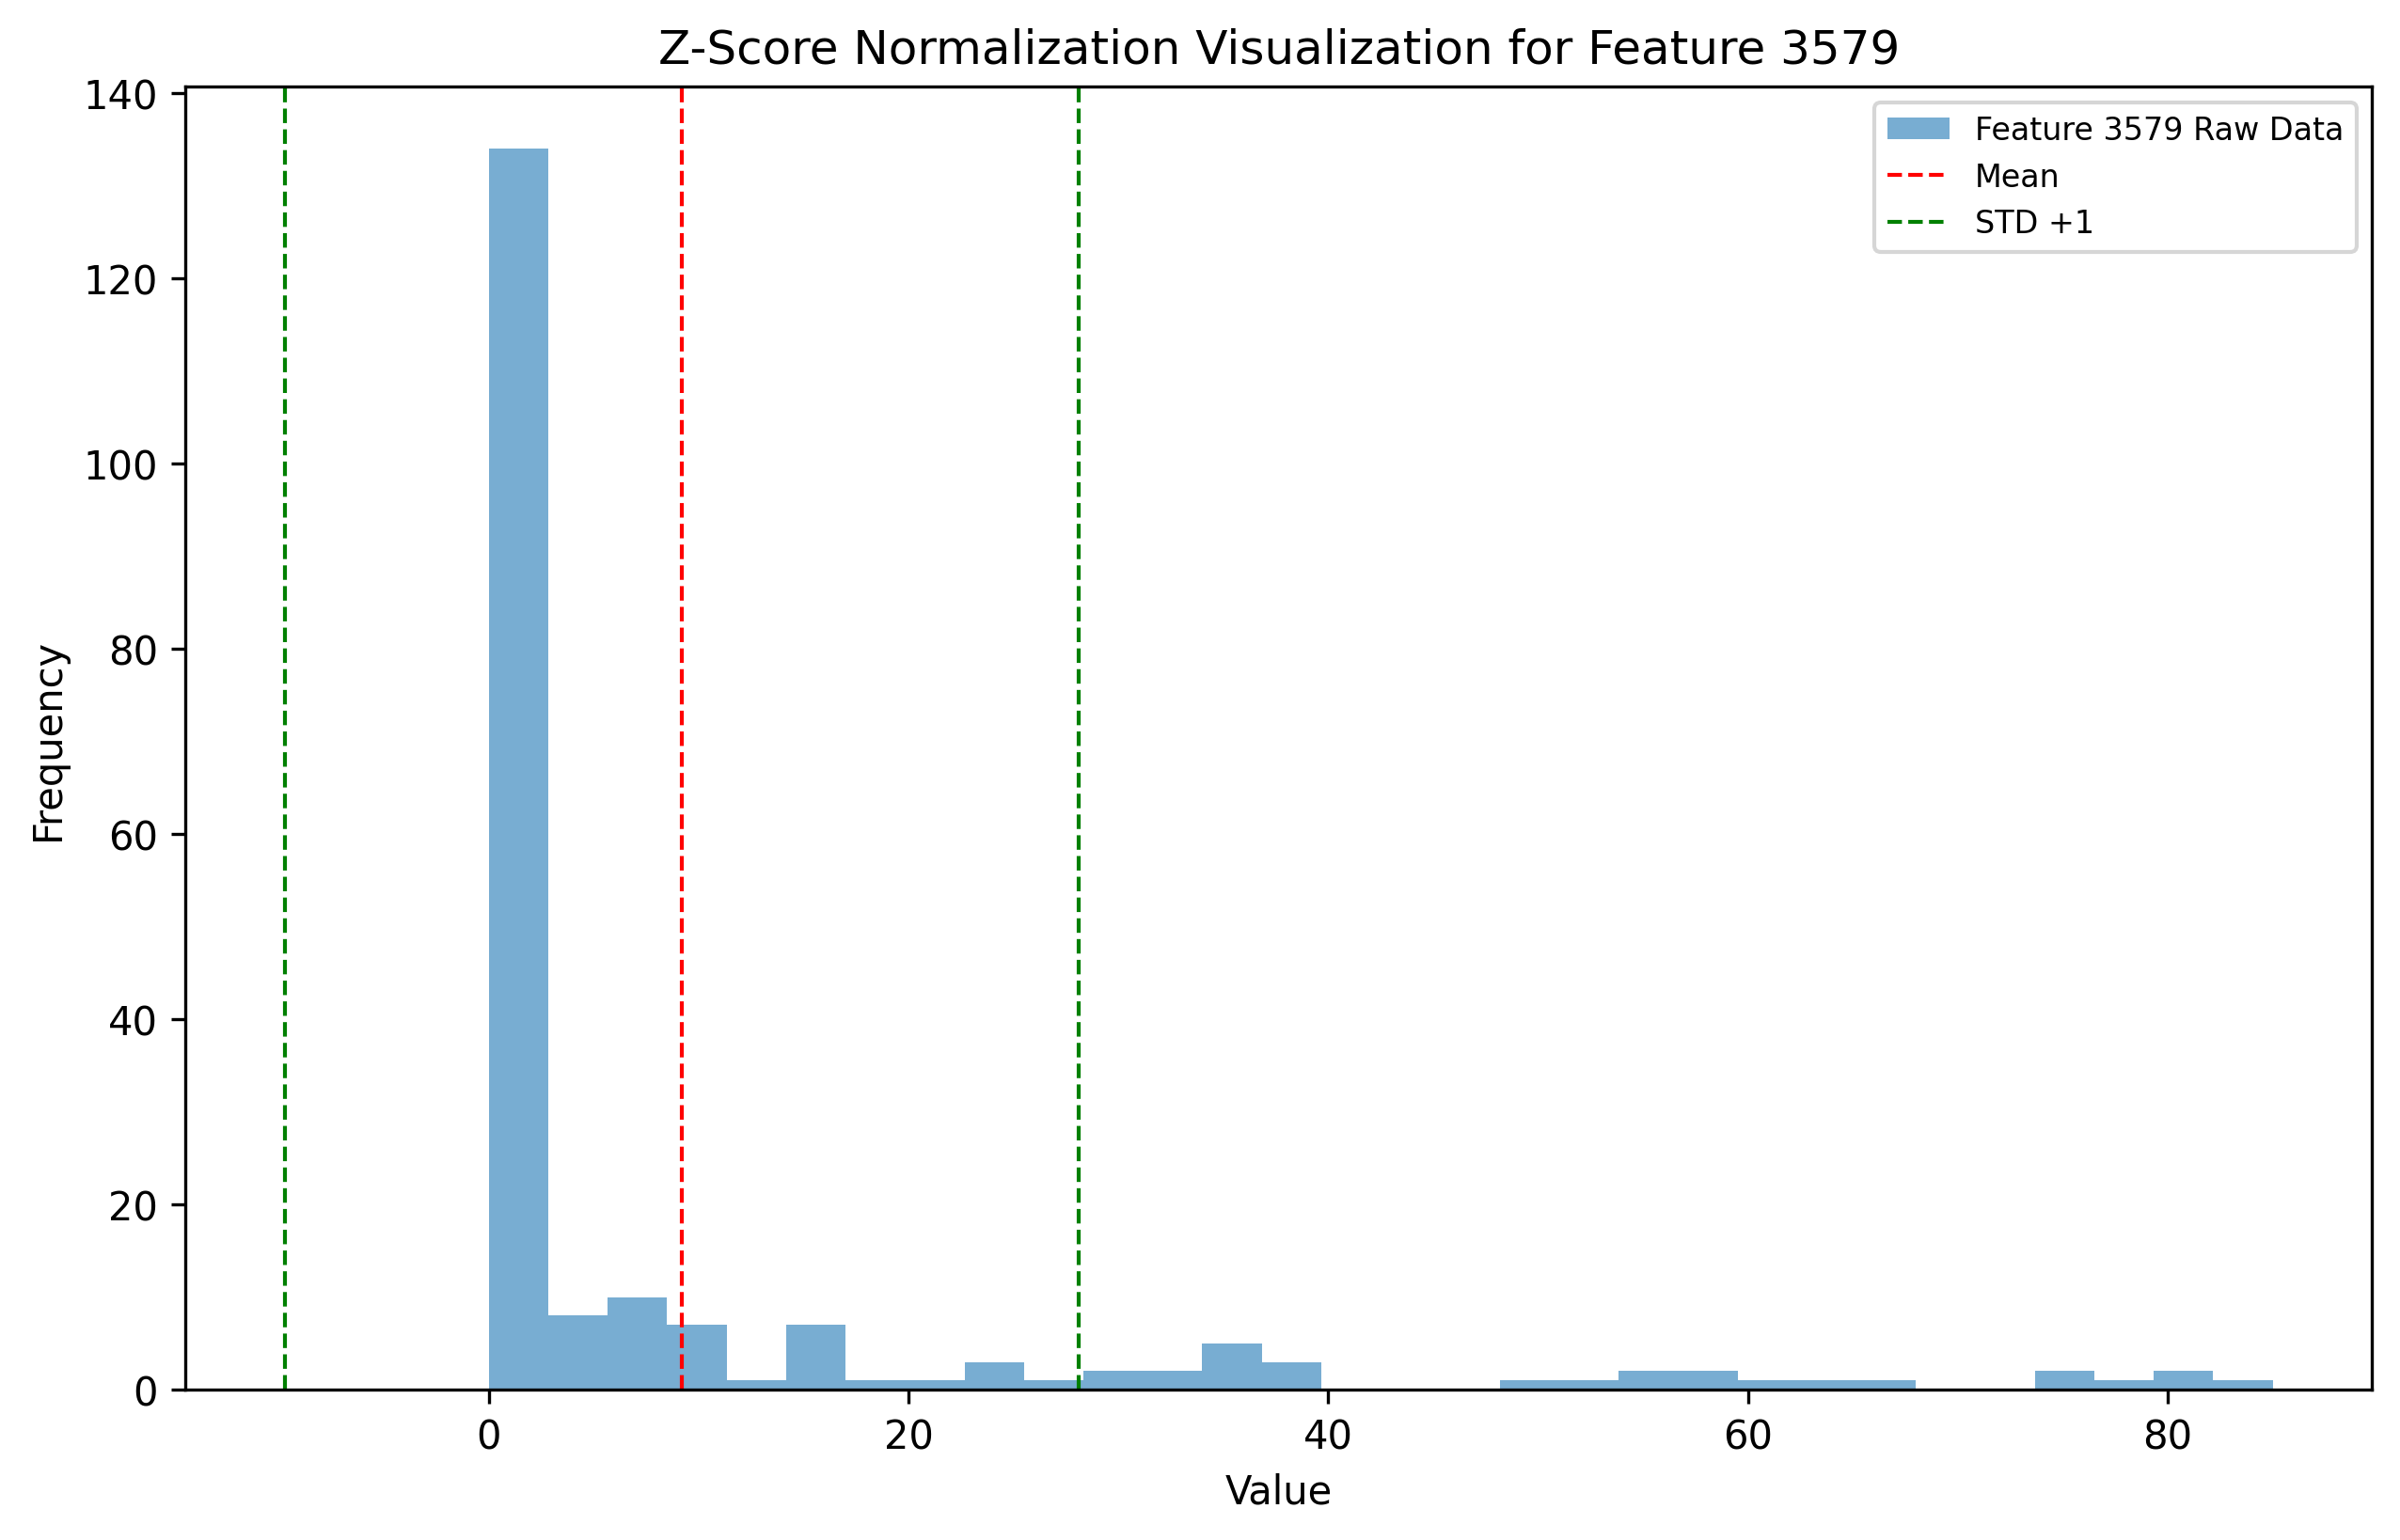 Z-Score Normalization Visualization for Feature 3579
Feature 3579 Raw Data
Mean
STD +1
Frequency
140
120
100
80
60
40
20
0
0 20 40 60 80
Value